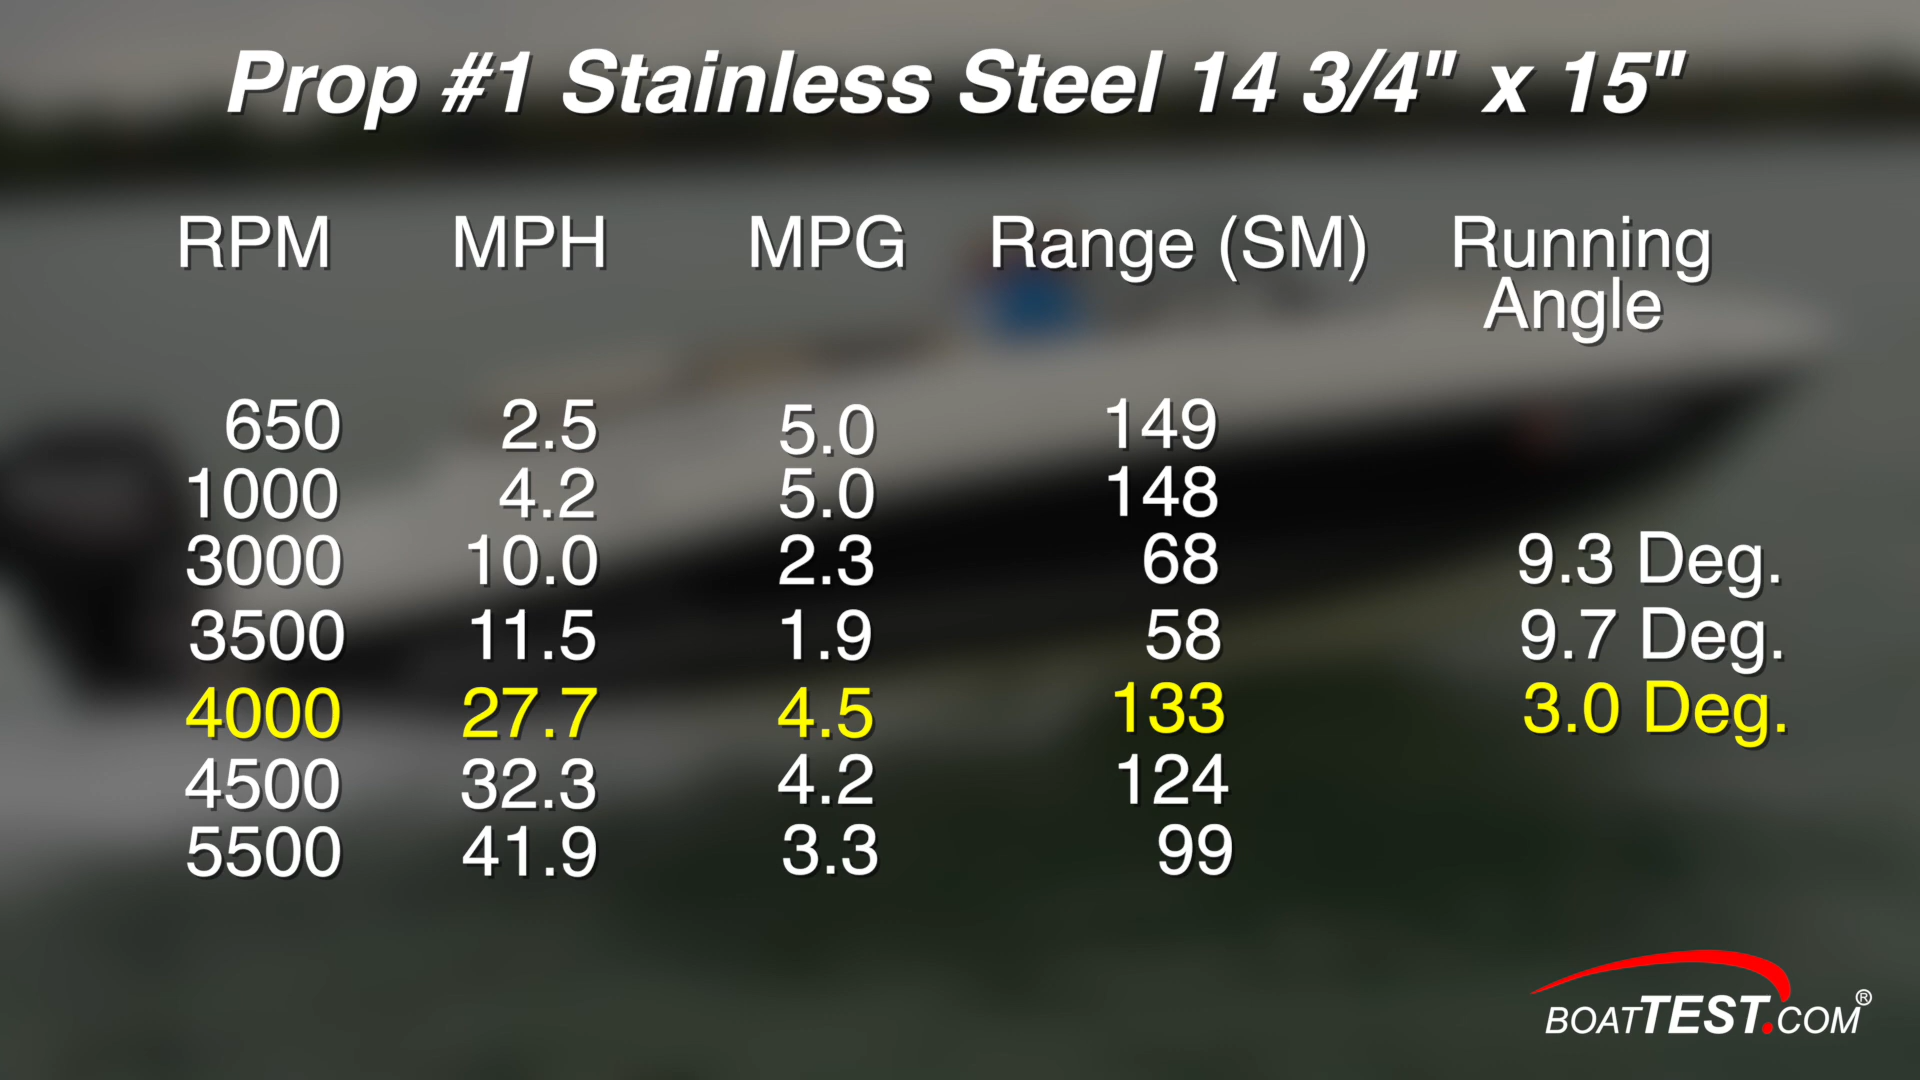 Prop #1 Stainless Steel 14 3/4" x 15"
RPM MPH MPG Range (SM) Running Angle
650 2.5 5.0 149
1000 4.2 5.0 148
3000 10.0 2.3 68 9.3 Deg.
3500 11.5 1.9 58 9.7 Deg.
4000 27.7 4.5 133 3.0 Deg.
4500 32.3 4.2 124
5500 41.9 3.3 99
BOATTEST.COM®